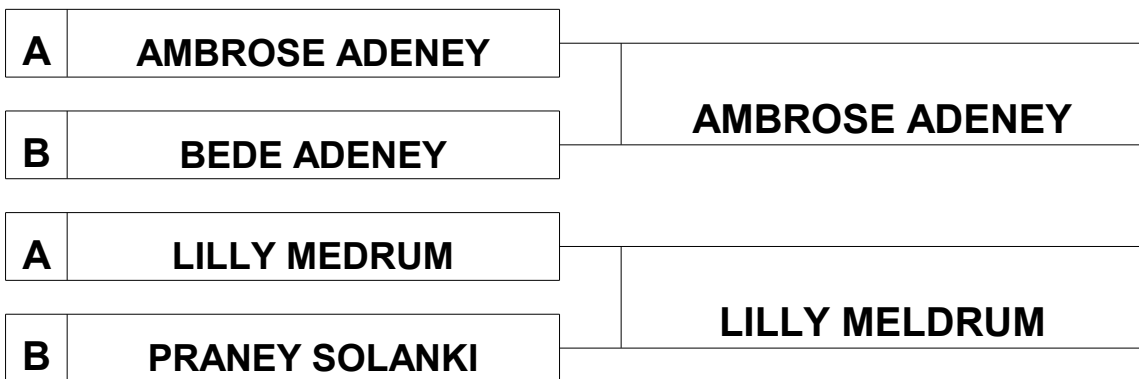 A AMBROSE ADENEY
B BEDE ADENEY
AMBROSE ADENEY
A LILLY MEDRUM
B PRANEY SOLANKI
LILLY MELDRUM